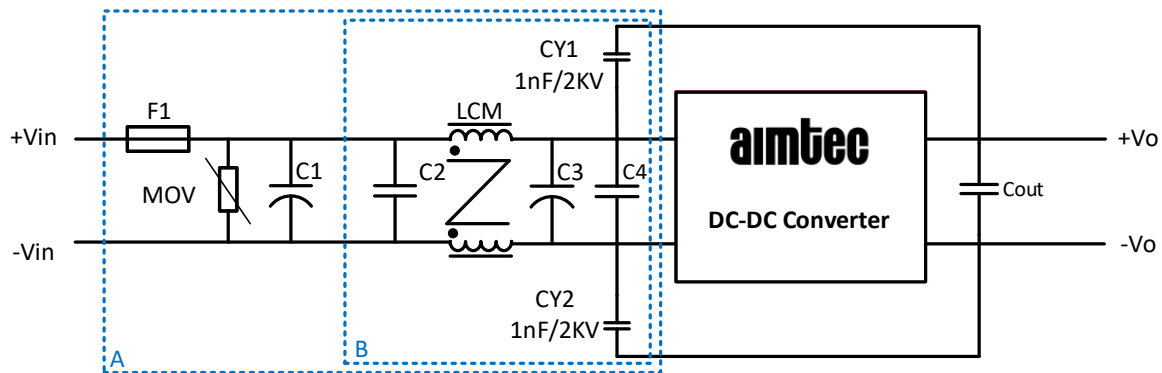 CY1
1nF/2KV
F1
LCM
+Vin
aimtec
+Vo
MOV
C1
C2
C3
C4
Cout
DC-DC Converter
-Vin
-Vo
CY2
1nF/2KV
A
B